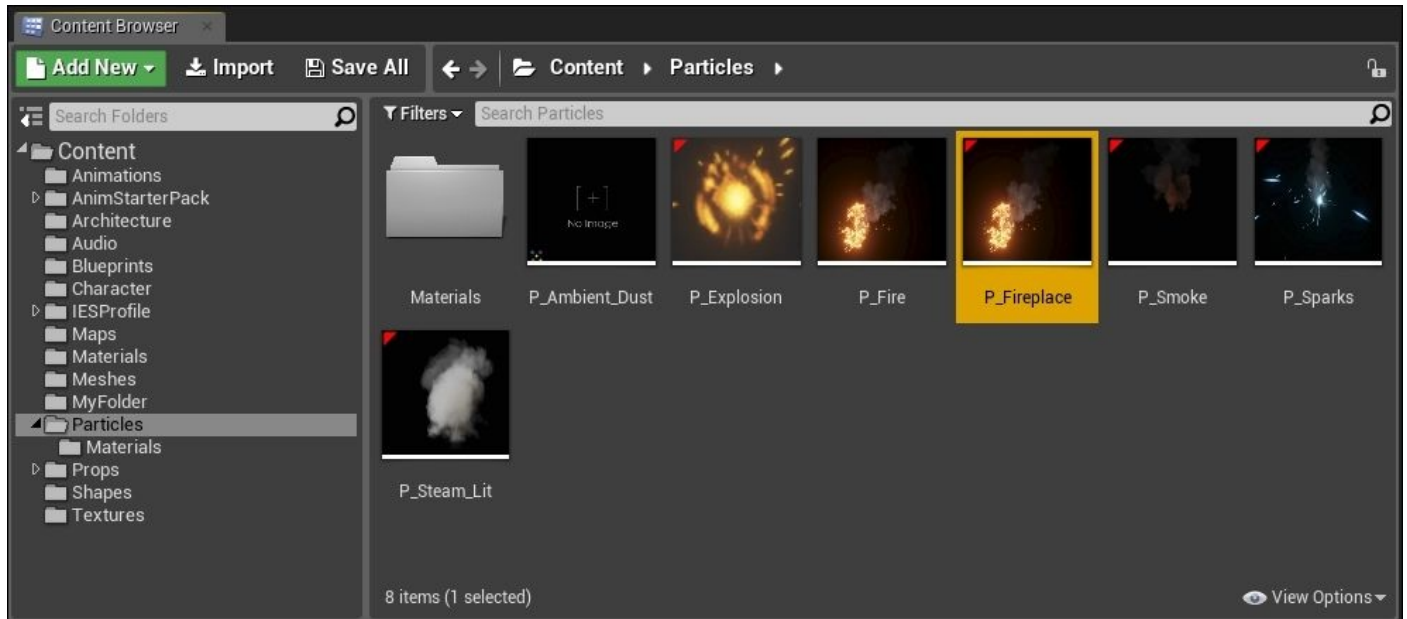 Content Browser
Add New
Import
Save All
Content
Particles
Search Folders
Filters
Search Particles
Content
Animations
AnimStarterPack
Architecture
Audio
Blueprints
Character
IESProfile
Maps
Materials
Meshes
MyFolder
Particles
Materials
Props
Shapes
Textures
No Image
Materials
P_Ambient_Dust
P_Explosion
P_Fire
P_Fireplace
P_Smoke
P_Sparks
P_Steam_Lit
8 items (1 selected)
View Options